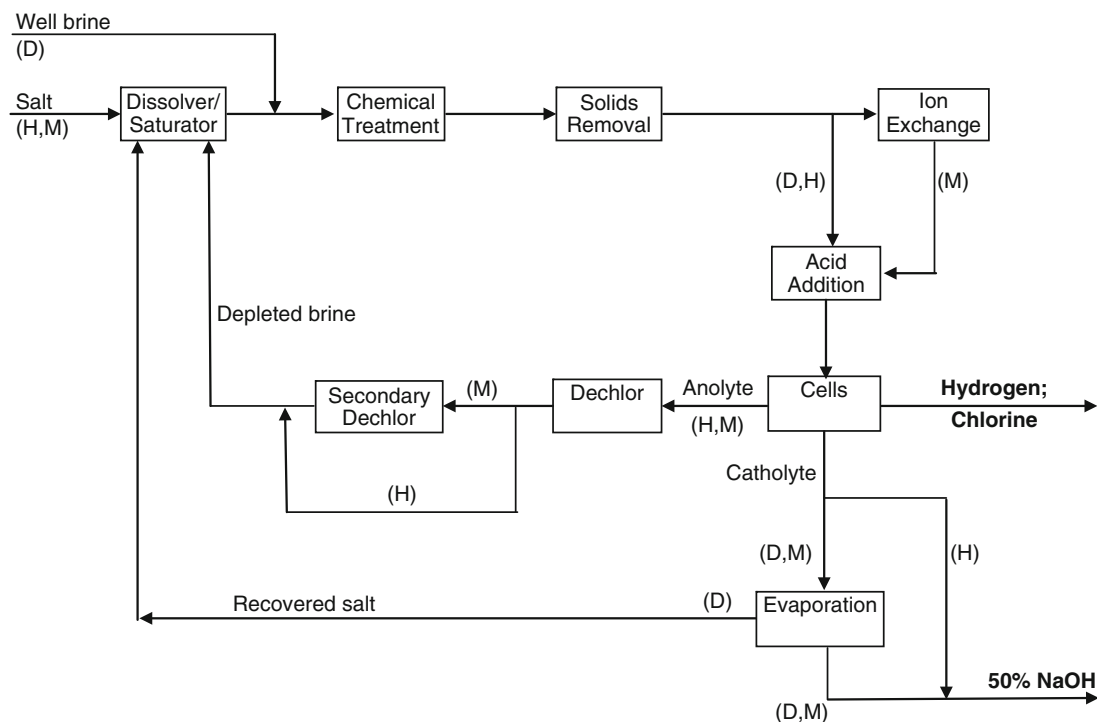 Well brine
(D)
Salt
(H,M)
Dissolver/
Saturator
Chemical
Treatment
Solids
Removal
Ion
Exchange
(D,H)
(M)
Acid
Addition
Depleted brine
Secondary
Dechlor
(M)
Dechlor
Anolyte
(H,M)
Cells
Hydrogen;
Chlorine
(H)
Catholyte
(D,M)
(H)
Recovered salt
(D)
Evaporation
(D,M)
50% NaOH